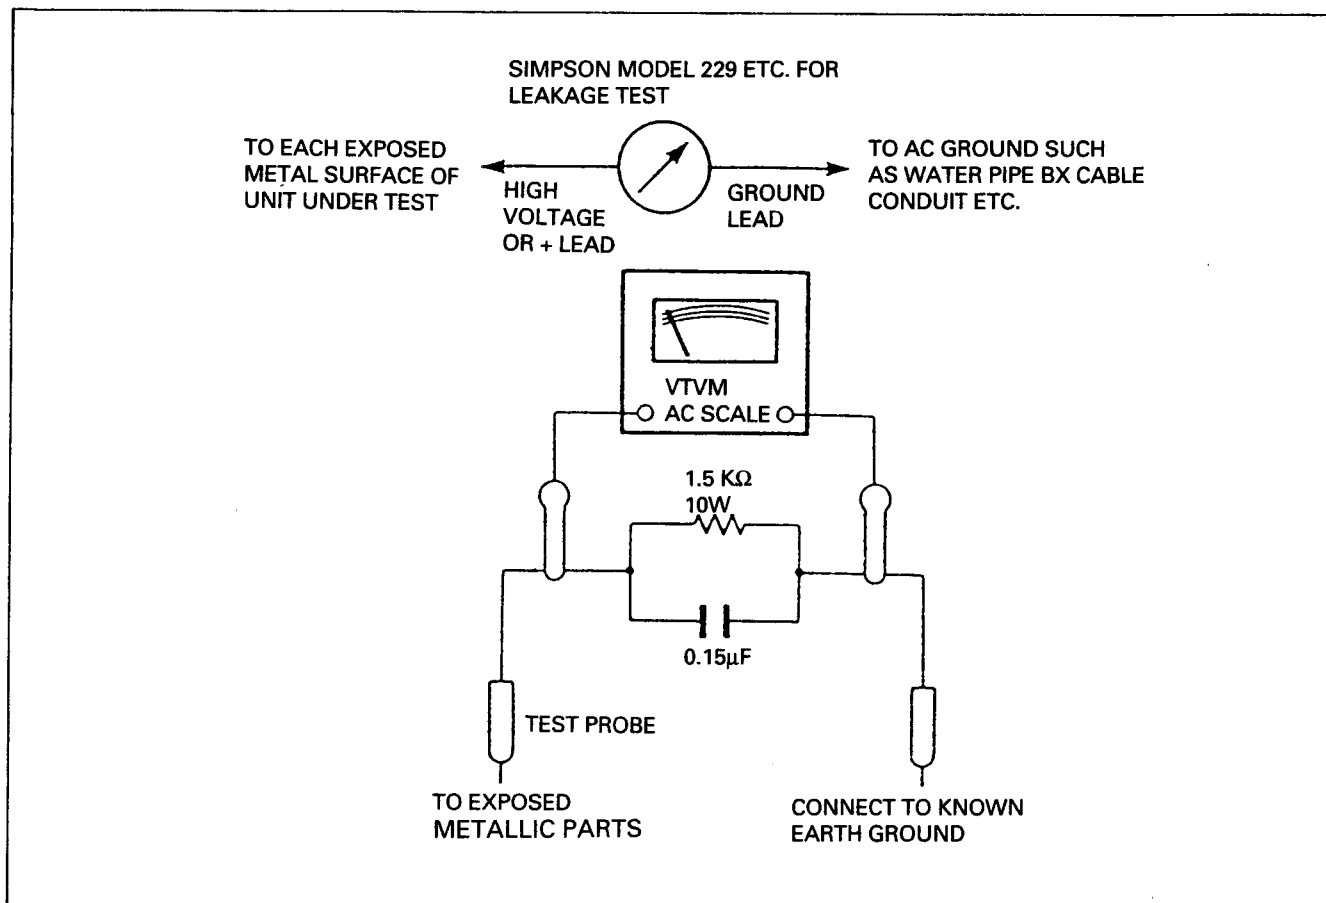 SIMPSON MODEL 229 ETC. FOR
LEAKAGE TEST
TO EACH EXPOSED
METAL SURFACE OF
UNIT UNDER TEST
HIGH
VOLTAGE
OR + LEAD
GROUND
LEAD
TO AC GROUND SUCH
AS WATER PIPE BX CABLE
CONDUIT ETC.
VTVM
AC SCALE
1.5 KΩ
10W
0.15µF
TEST PROBE
TO EXPOSED
METALLIC PARTS
CONNECT TO KNOWN
EARTH GROUND